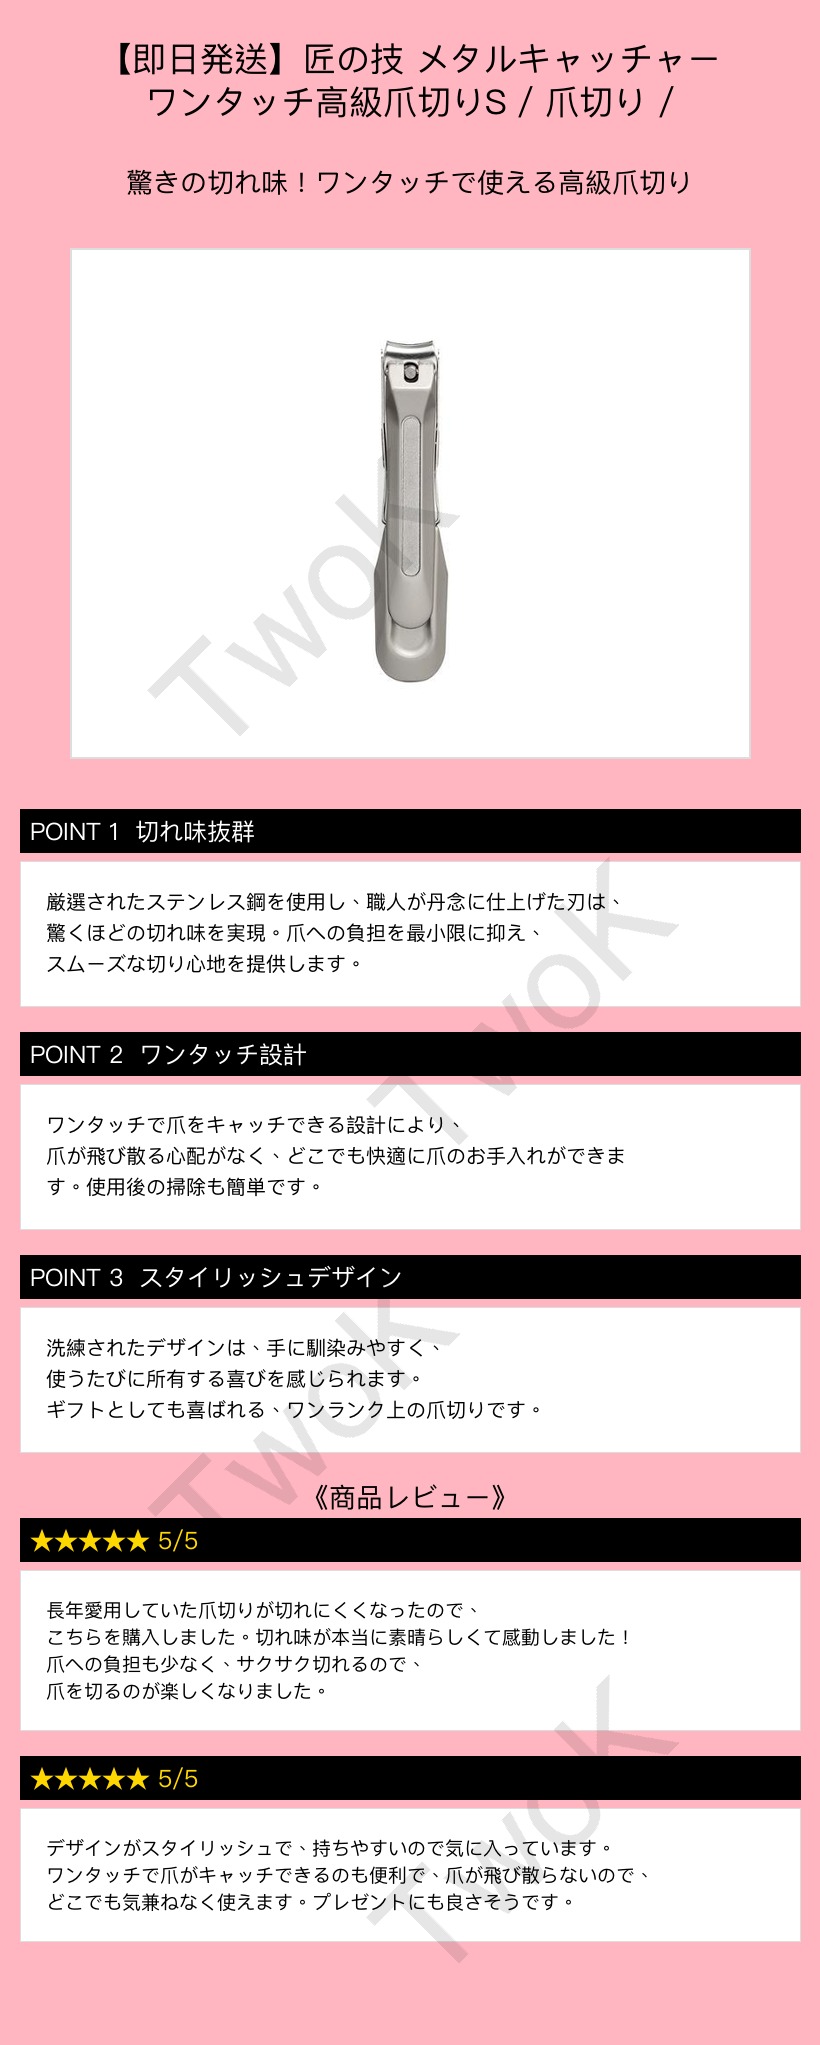 【即日発送】匠の技 メタルキャッチャー
ワンタッチ高級爪切りS / 爪切り /
驚きの切れ味！ワンタッチで使える高級爪切り
TwoK
POINT 1 切れ味抜群
厳選されたステンレス鋼を使用し、職人が丹念に仕上げた刃は、
驚くほどの切れ味を実現。爪への負担を最小限に抑え、
スムーズな切り心地を提供します。
TwoK
POINT 2 ワンタッチ設計
ワンタッチで爪をキャッチできる設計により、
爪が飛び散る心配がなく、どこでも快適に爪のお手入れができま
す。使用後の掃除も簡単です。
POINT 3 スタイリッシュデザイン
洗練されたデザインは、手に馴染みやすく、
使うたびに所有する喜びを感じられます。
ギフトとしても喜ばれる、ワンランク上の爪切りです。
TwoK
《商品レビュー》
★★★★★ 5/5
長年愛用していた爪切りが切れにくくなったので、
こちらを購入しました。切れ味が本当に素晴らしくて感動しました！
爪への負担も少なく、サクサク切れるので、
爪を切るのが楽しくなりました。
★★★★★ 5/5
デザインがスタイリッシュで、持ちやすいので気に入っています。
ワンタッチで爪がキャッチできるのも便利で、爪が飛び散らないので、
どこでも気兼ねなく使えます。プレゼントにも良さそうです。
TwoK